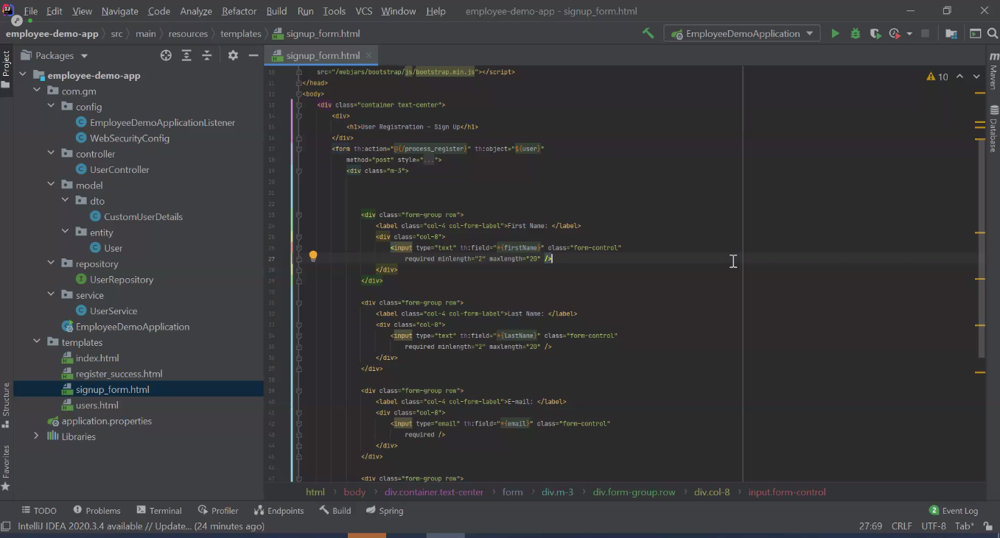 File Edit View Navigate Code Analyze Refactor Build Run Tools VCS Window Help employee-demo-app - signup_form.html
employee-demo-app src main resources templates signup_form.html EmployeeDemoApplication
Project
Packages
signup_form.html
employee-demo-app
com.gm
config
EmployeeDemoApplicationListener
WebSecurityConfig
controller
UserController
model
dto
CustomUserDetails
entity
User
repository
UserRepository
service
UserService
EmployeeDemoApplication
templates
index.html
register_success.html
signup_form.html
users.html
application.properties
Libraries
Structure
Favorites
10 src="/webjars/bootstrap/js/bootstrap.min.js"></script>
11 </head>
12 <body>
13 <div class="container text-center">
14 <div>
15 <h1>User Registration - Sign Up</h1>
16 </div>
17 <form th:action="@{/process_register}" th:object="${user}"
18 method="post" style="...">
19 <div class="m-3">
20
21
22
23 <div class="form-group row">
24 <label class="col-4 col-form-label">First Name: </label>
25 <div class="col-8">
26 <input type="text" th:field="*{firstName}" class="form-control"
27 required minlength="2" maxlength="20" />
28 </div>
29 </div>
30
31 <div class="form-group row">
32 <label class="col-4 col-form-label">Last Name: </label>
33 <div class="col-8">
34 <input type="text" th:field="*{lastName}" class="form-control"
35 required minlength="2" maxlength="20" />
36 </div>
37 </div>
38
39 <div class="form-group row">
40 <label class="col-4 col-form-label">E-mail: </label>
41 <div class="col-8">
42 <input type="email" th:field="*{email}" class="form-control"
43 required />
44 </div>
45 </div>
46
47 <div class="form-group row">
10
m
Maven
Database
html body div.container.text-center form div.m-3 div.form-group.row div.col-8 input.form-control
TODO Problems Terminal Profiler Endpoints Build Spring 2 Event Log
IntelliJ IDEA 2020.3.4 available // Update... (24 minutes ago) 27:69 CRLF UTF-8 Tab*